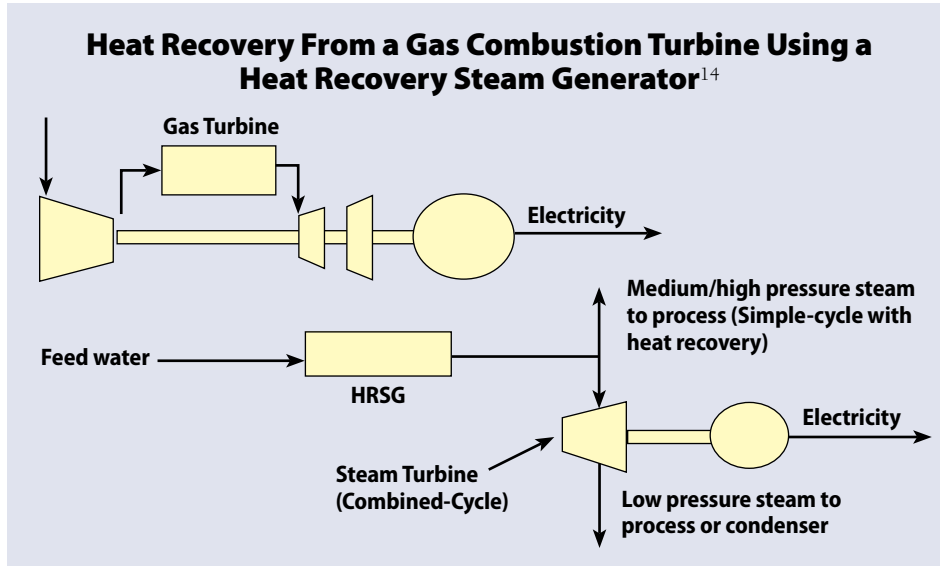 Heat Recovery From a Gas Combustion Turbine Using a
Heat Recovery Steam Generator14
Gas Turbine
Electricity
Medium/high pressure steam
to process (Simple-cycle with
heat recovery)
Feed water
HRSG
Electricity
Steam Turbine
(Combined-Cycle)
Low pressure steam to
process or condenser